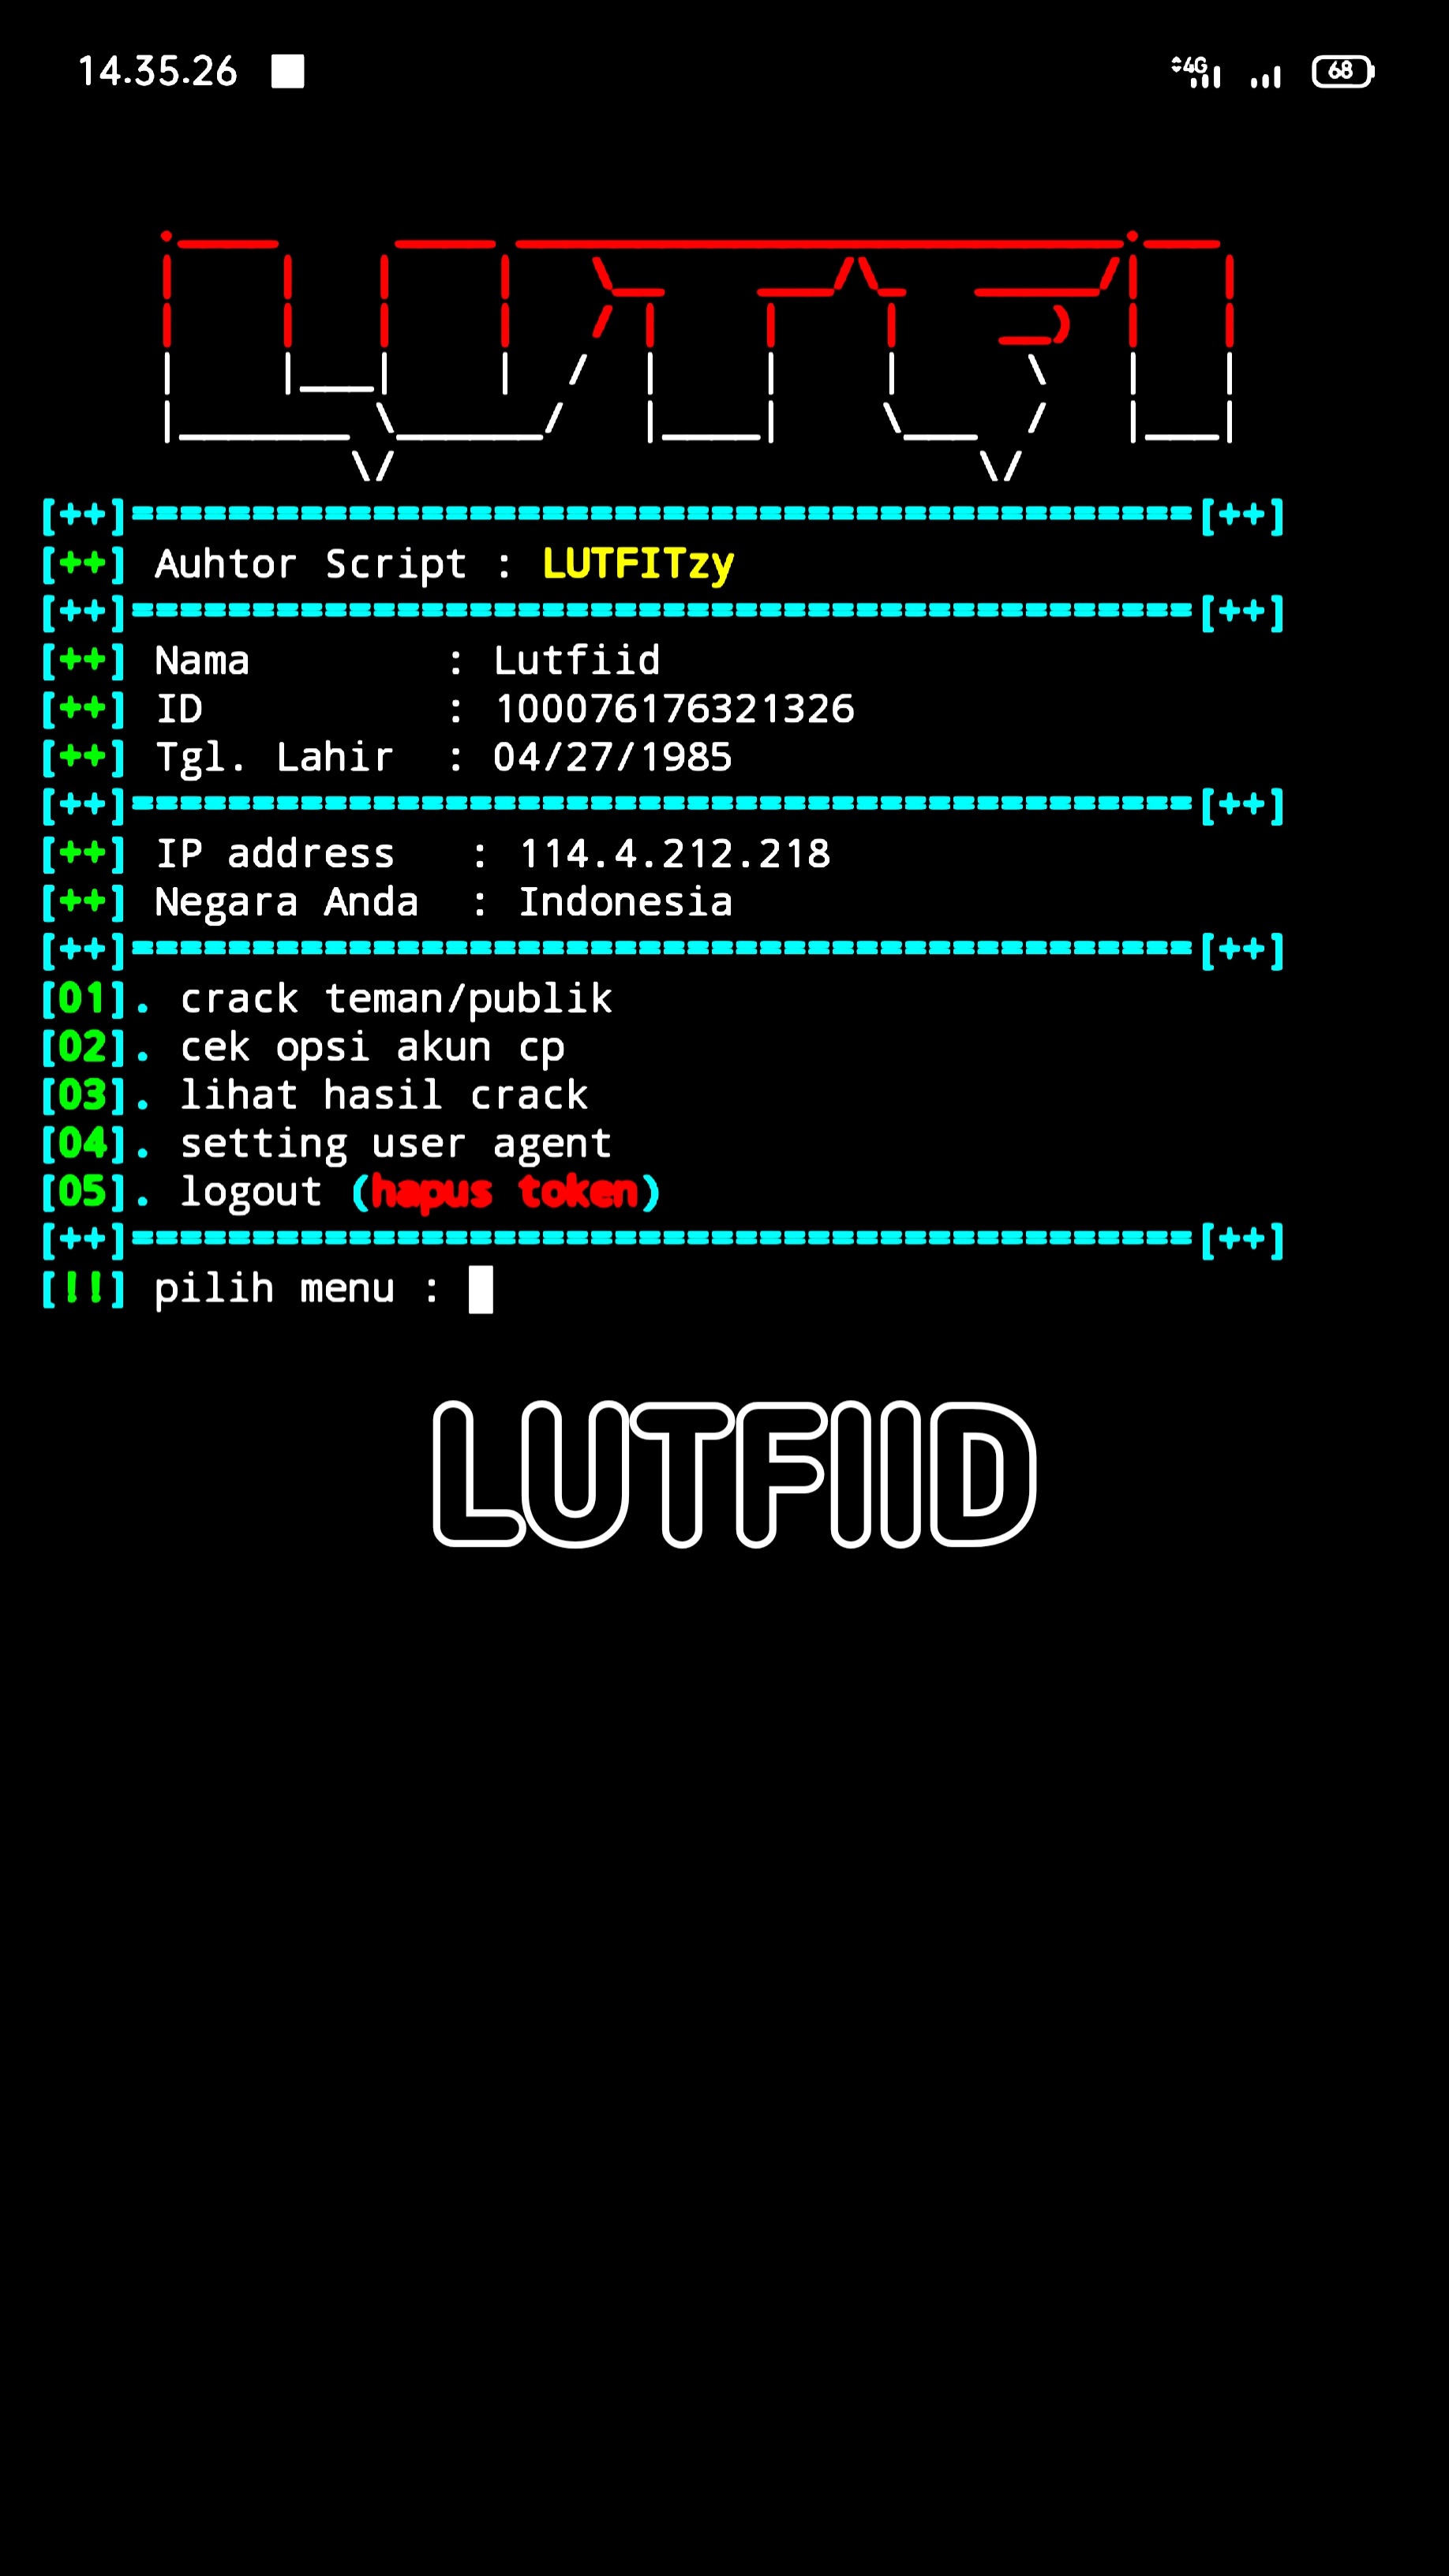 14.35.26 4G 68
[++]============================================[++]
[++] Auhtor Script : LUTFITzy
[++]============================================[++]
[++] Nama : Lutfiid
[++] ID : 100076176321326
[++] Tgl. Lahir : 04/27/1985
[++]============================================[++]
[++] IP address : 114.4.212.218
[++] Negara Anda : Indonesia
[++]============================================[++]
[01]. crack teman/publik
[02]. cek opsi akun cp
[03]. lihat hasil crack
[04]. setting user agent
[05]. logout (hapus token)
[++]============================================[++]
[!!] pilih menu :
LUTFIID